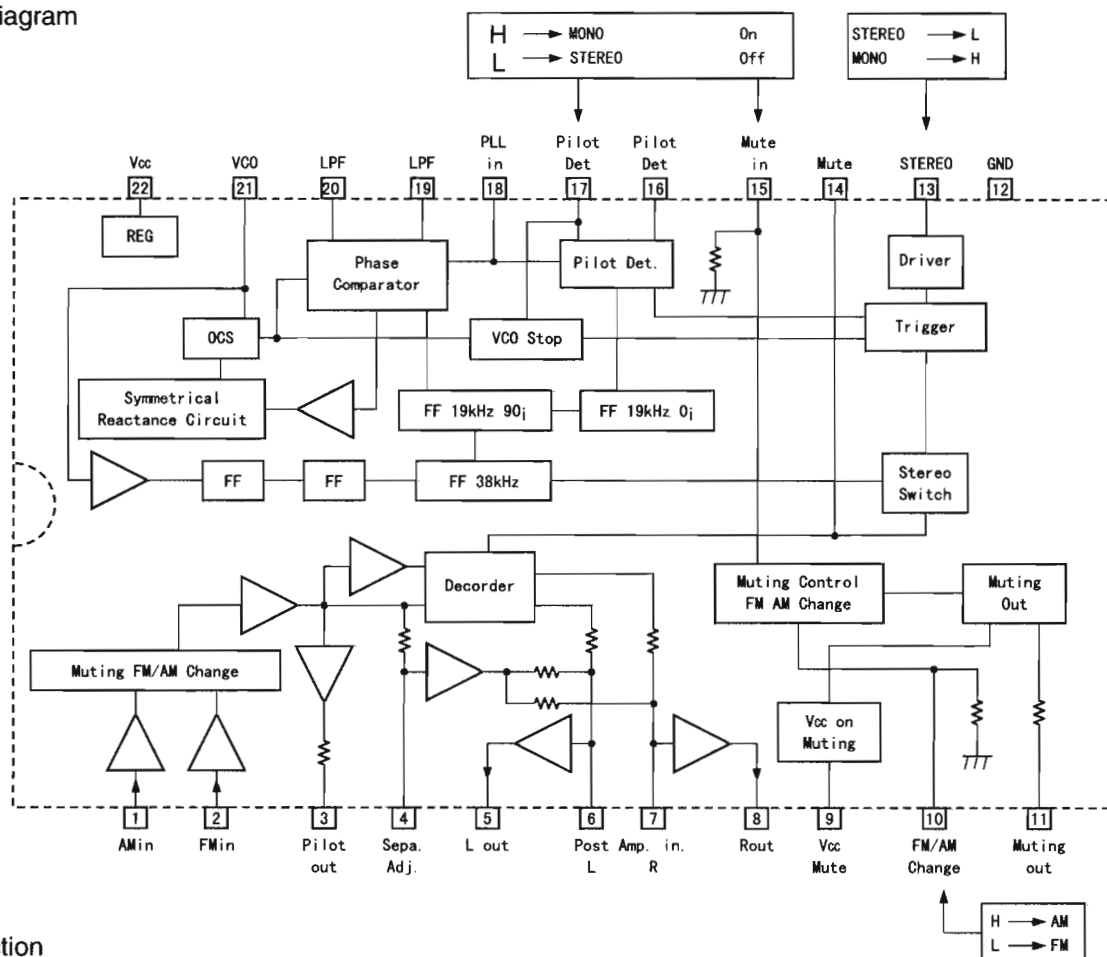 iagram
H → MONO On
L → STEREO Off
STEREO → L
MONO → H
Vcc
VCO
LPF
LPF
PLL
in
Pilot
Det
Pilot
Det
Mute
in
Mute
STEREO
GND
22
21
20
19
18
17
16
15
14
13
12
REG
Phase
Comparator
Pilot Det.
Driver
OCS
VCO Stop
Trigger
Symmetrical
Reactance Circuit
FF 19kHz 90¡
FF 19kHz 0¡
FF
FF
FF 38kHz
Stereo
Switch
Decorder
Muting Control
FM AM Change
Muting
Out
Muting FM/AM Change
Vcc on
Muting
1
2
3
4
5
6
7
8
9
10
11
AMin
FMin
Pilot
out
Sepa.
Adj.
L out
Post
L
Amp. in.
R
Rout
Vcc
Mute
FM/AM
Change
Muting
out
H → AM
L → FM
ction